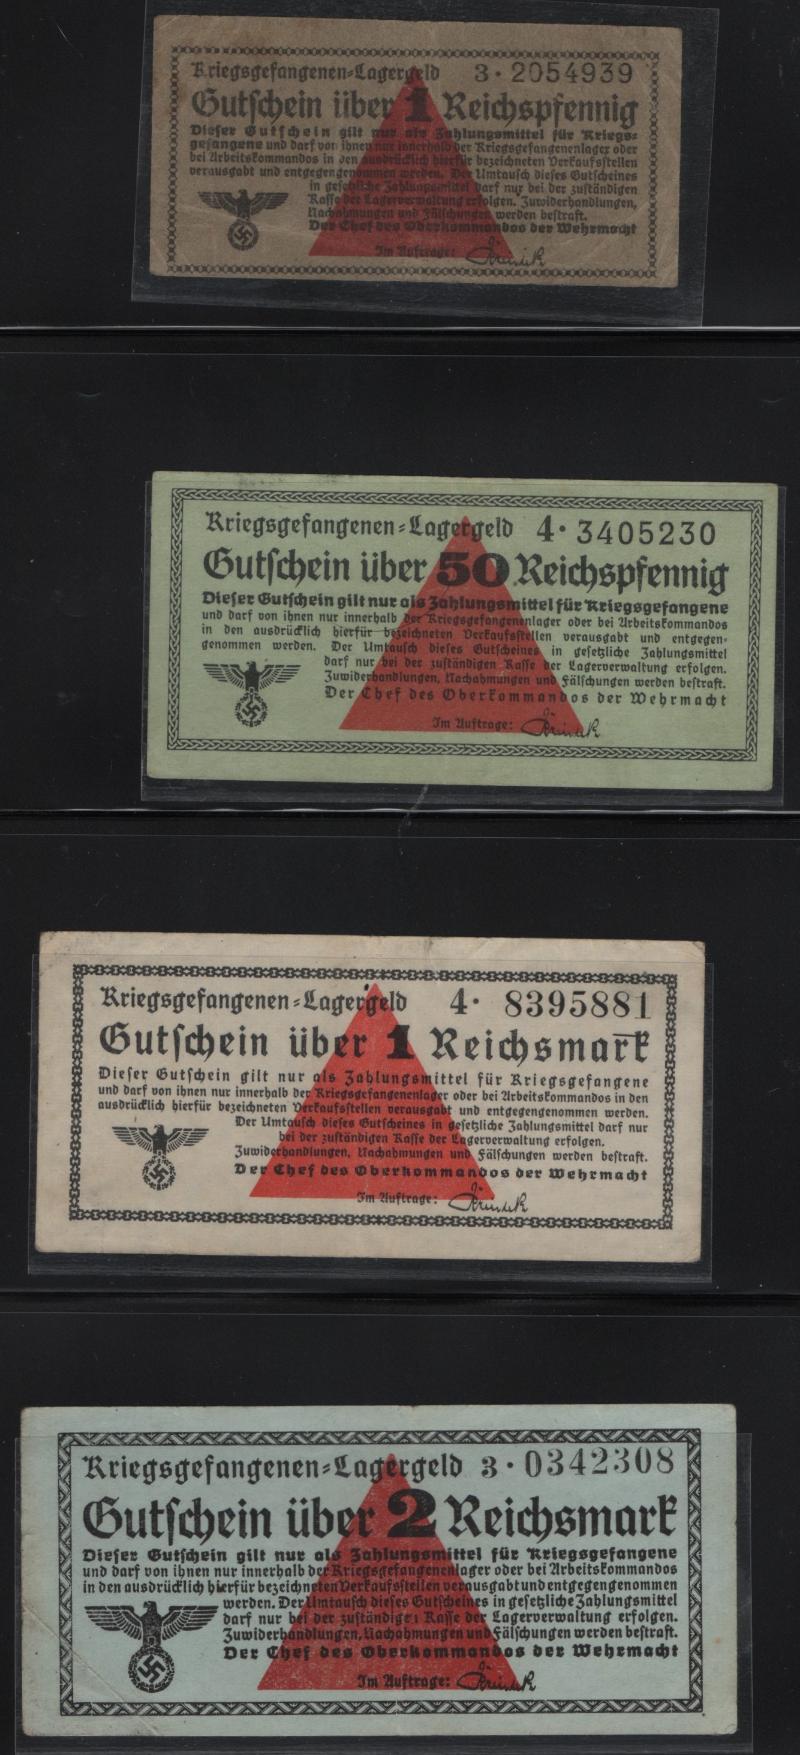 Kriegsgefangenen=Lagergeld 3 · 2054939
Gutschein über 1 Reichspfennig
Dieser Gutschein gilt nur als Zahlungsmittel für Kriegs=
gefangene und darf von ihnen nur innerhalb der Kriegsgefangenenlager oder
bei Arbeitskommandos in den ausdrücklich hierfür bezeichneten Verkaufsstellen
verausgabt und entgegengenommen werden. Der Umtausch dieses Gutscheines
in gesetzliche Zahlungsmittel darf nur bei der zuständigen
Kasse der Lagerverwaltung erfolgen. Zuwiderhandlungen,
Nachahmungen und Fälschungen werden bestraft.
Der Chef des Oberkommandos der Wehrmacht
Im Auftrage:
Kriegsgefangenen=Lagergeld 4 · 3405230
Gutschein über 50 Reichspfennig
Dieser Gutschein gilt nur als Zahlungsmittel für Kriegsgefangene
und darf von ihnen nur innerhalb der Kriegsgefangenenlager oder bei Arbeitskommandos
in den ausdrücklich hierfür bezeichneten Verkaufsstellen verausgabt und entgegen-
genommen werden. Der Umtausch dieses Gutscheines in gesetzliche Zahlungsmittel
darf nur bei der zuständigen Kasse der Lagerverwaltung erfolgen.
Zuwiderhandlungen, Nachahmungen und Fälschungen werden bestraft.
Der Chef des Oberkommandos der Wehrmacht
Im Auftrage:
Kriegsgefangenen=Lagergeld 4 · 8395881
Gutschein über 1 Reichsmark
Dieser Gutschein gilt nur als Zahlungsmittel für Kriegsgefangene
und darf von ihnen nur innerhalb der Kriegsgefangenenlager oder bei Arbeitskommandos in den
ausdrücklich hierfür bezeichneten Verkaufsstellen verausgabt und entgegengenommen werden.
Der Umtausch dieses Gutscheines in gesetzliche Zahlungsmittel darf nur
bei der zuständigen Kasse der Lagerverwaltung erfolgen.
Zuwiderhandlungen, Nachahmungen und Fälschungen werden bestraft.
Der Chef des Oberkommandos der Wehrmacht
Im Auftrage:
Kriegsgefangenen=Lagergeld 3 · 0342308
Gutschein über 2 Reichsmark
Dieser Gutschein gilt nur als Zahlungsmittel für Kriegsgefangene
und darf von ihnen nur innerhalb der Kriegsgefangenenlager oder bei Arbeitskommandos
in den ausdrücklich hierfür bezeichneten Verkaufsstellen verausgabt und entgegengenommen
werden. Der Umtausch dieses Gutscheines in gesetzliche Zahlungsmittel
darf nur bei der zuständigen Kasse der Lagerverwaltung erfolgen.
Zuwiderhandlungen, Nachahmungen und Fälschungen werden bestraft.
Der Chef des Oberkommandos der Wehrmacht
Im Auftrage: